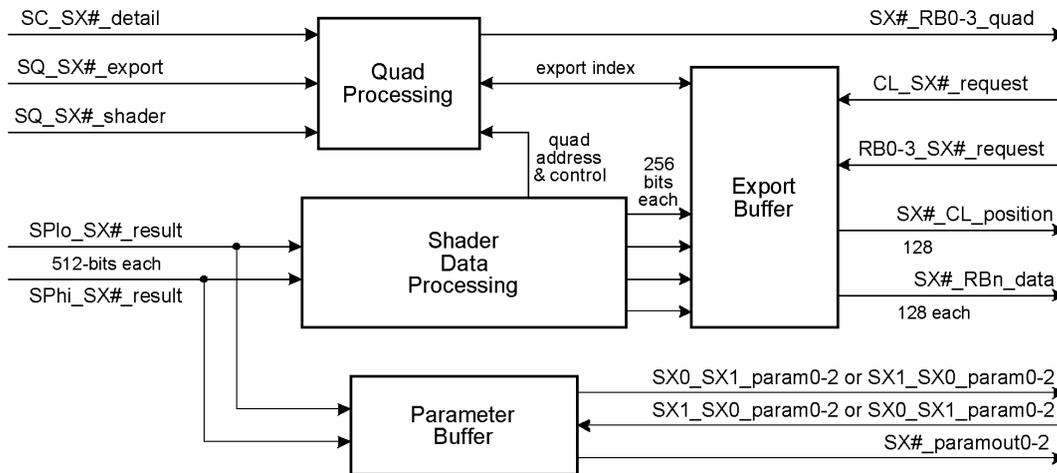 SC_SX#_detail
SX#_RB0-3_quad
SQ_SX#_export
Quad
Processing
export index
CL_SX#_request
SQ_SX#_shader
quad
address
& control
RB0-3_SX#_request
256
bits
each
Export
Buffer
SPlo_SX#_result
512-bits each
SPhi_SX#_result
Shader
Data
Processing
SX#_CL_position
128
SX#_RBn_data
128 each
Parameter
Buffer
SX0_SX1_param0-2 or SX1_SX0_param0-2
SX1_SX0_param0-2 or SX0_SX1_param0-2
SX#_paramout0-2